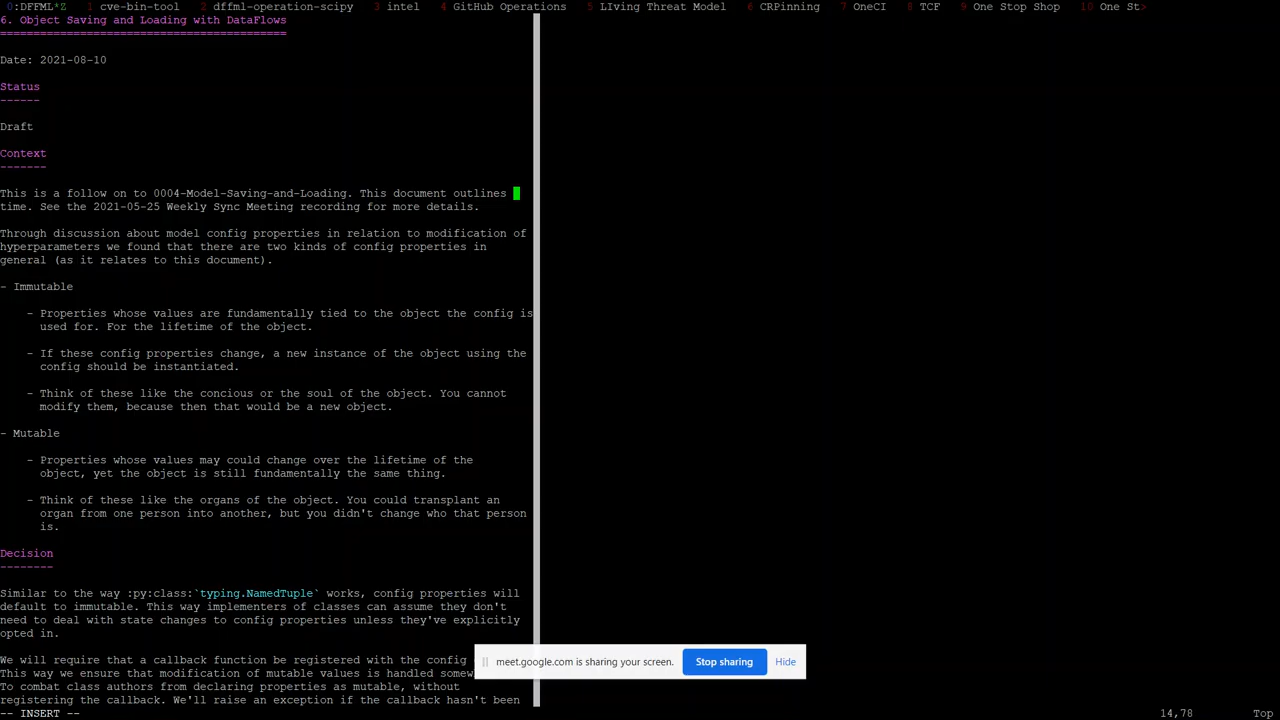 0:DFFML*Z  1 cve-bin-tool  2 dffml-operation-scipy  3 intel  4 GitHub Operations  5 LIving Threat Model  6 CRPinning  7 OneCI  8 TCF  9 One Stop Shop  10 One St>
6. Object Saving and Loading with DataFlows
===========================================
Date: 2021-08-10
Status
------
Draft
Context
-------
This is a follow on to 0004-Model-Saving-and-Loading. This document outlines
time. See the 2021-05-25 Weekly Sync Meeting recording for more details.
Through discussion about model config properties in relation to modification of
hyperparameters we found that there are two kinds of config properties in
general (as it relates to this document).
- Immutable
- Properties whose values are fundamentally tied to the object the config is
used for. For the lifetime of the object.
- If these config properties change, a new instance of the object using the
config should be instantiated.
- Think of these like the concious or the soul of the object. You cannot
modify them, because then that would be a new object.
- Mutable
- Properties whose values may could change over the lifetime of the
object, yet the object is still fundamentally the same thing.
- Think of these like the organs of the object. You could transplant an
organ from one person into another, but you didn't change who that person
is.
Decision
--------
Similar to the way :py:class:`typing.NamedTuple` works, config properties will
default to immutable. This way implementers of classes can assume they don't
need to deal with state changes to config properties unless they've explicitly
opted in.
We will require that a callback function be registered with the config
This way we ensure that modification of mutable values is handled
To combat class authors from declaring properties as mutable, without
registering the callback. We'll raise an exception if the callback hasn't been
meet.google.com is sharing your screen. Stop sharing Hide
-- INSERT -- 14,78 Top